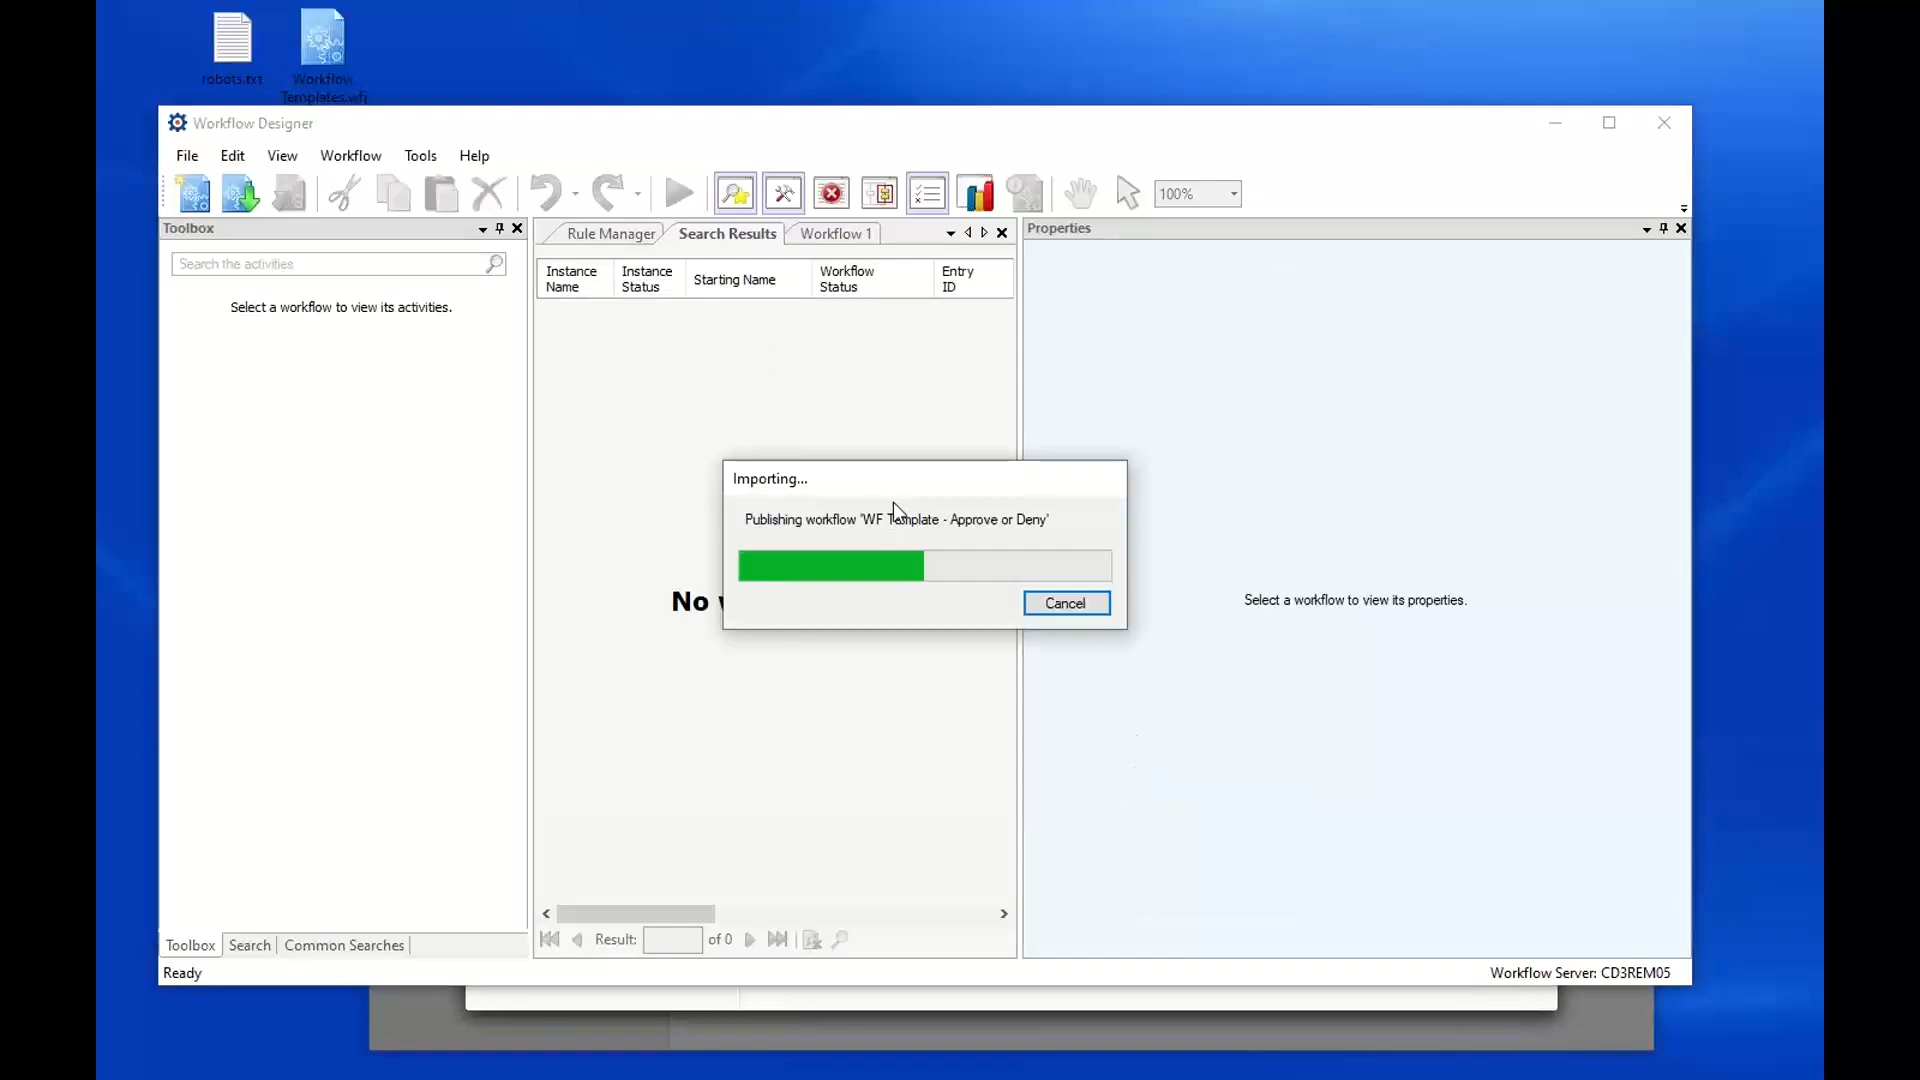 robots.txt
Workflow
Templates.wfi
Workflow Designer
File Edit View Workflow Tools Help
100%
Toolbox
Rule Manager Search Results Workflow 1
Properties
Search the activities
Select a workflow to view its activities.
Instance Name
Instance Status
Starting Name
Workflow Status
Entry ID
Importing...
Publishing workflow 'WF Template - Approve or Deny'
No
Cancel
Select a workflow to view its properties.
Result: of 0
Toolbox Search Common Searches
Ready
Workflow Server: CD3REM05